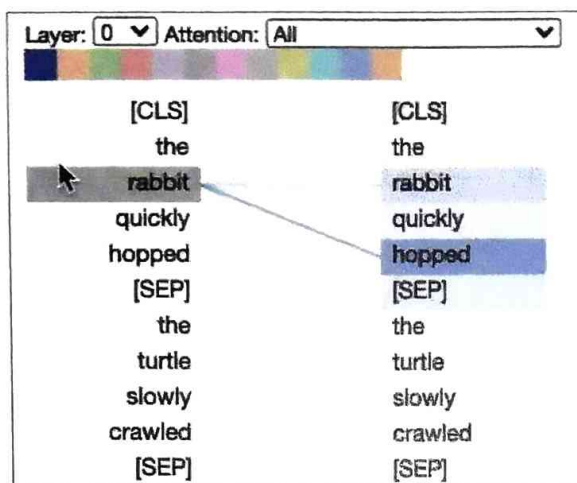 Layer: 0 Attention: All
[CLS] [CLS]
the the
rabbit rabbit
quickly quickly
hopped hopped
[SEP] [SEP]
the the
turtle turtle
slowly slowly
crawled crawled
[SEP] [SEP]